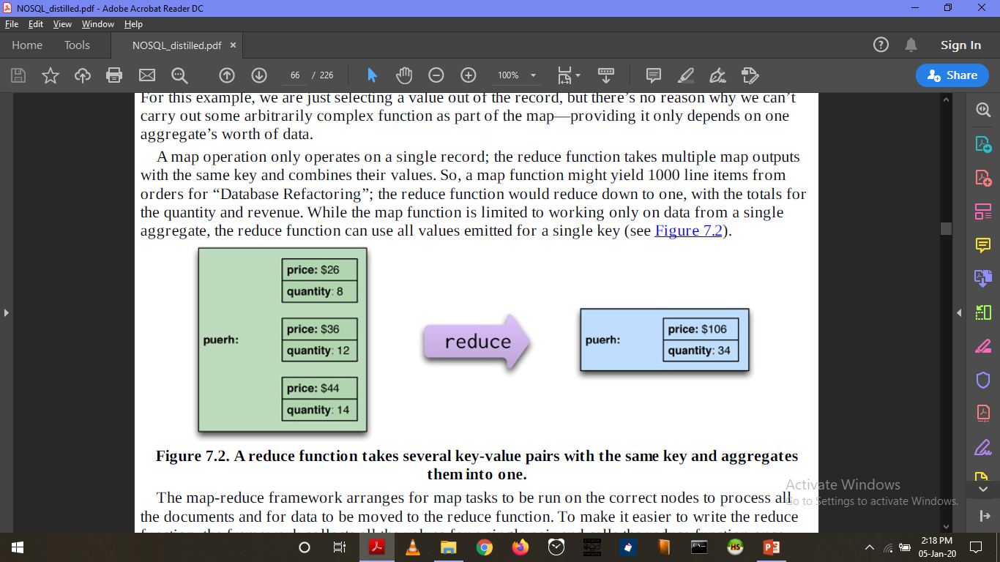 NOSQL_distilled.pdf - Adobe Acrobat Reader DC
File Edit View Window Help
Home Tools NOSQL_distilled.pdf × Sign In
66 / 226 100% Share
For this example, we are just selecting a value out of the record, but there's no reason why we can't
carry out some arbitrarily complex function as part of the map—providing it only depends on one
aggregate's worth of data.
A map operation only operates on a single record; the reduce function takes multiple map outputs
with the same key and combines their values. So, a map function might yield 1000 line items from
orders for “Database Refactoring”; the reduce function would reduce down to one, with the totals for
the quantity and revenue. While the map function is limited to working only on data from a single
aggregate, the reduce function can use all values emitted for a single key (see Figure 7.2).
puerh:
price: $26
quantity: 8
price: $36
quantity: 12
price: $44
quantity: 14
reduce
puerh:
price: $106
quantity: 34
Figure 7.2. A reduce function takes several key-value pairs with the same key and aggregates
them into one.
The map-reduce framework arranges for map tasks to be run on the correct nodes to process all
the documents and for data to be moved to the reduce function. To make it easier to write the reduce
Activate Windows
Go to Settings to activate Windows.
HS
2:18 PM
05-Jan-20